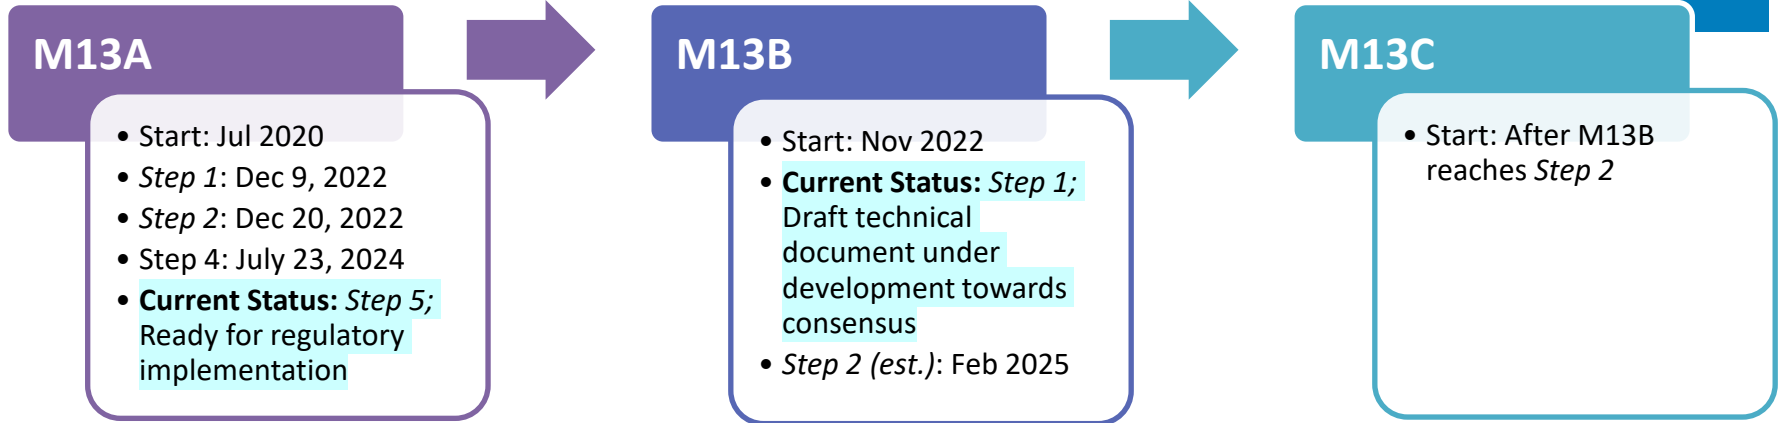 M13A
• Start: Jul 2020
• Step 1: Dec 9, 2022
• Step 2: Dec 20, 2022
• Step 4: July 23, 2024
• Current Status: Step 5;
Ready for regulatory
implementation
M13B
• Start: Nov 2022
• Current Status: Step 1;
Draft technical
document under
development towards
consensus
• Step 2 (est.): Feb 2025
M13C
• Start: After M13B
reaches Step 2